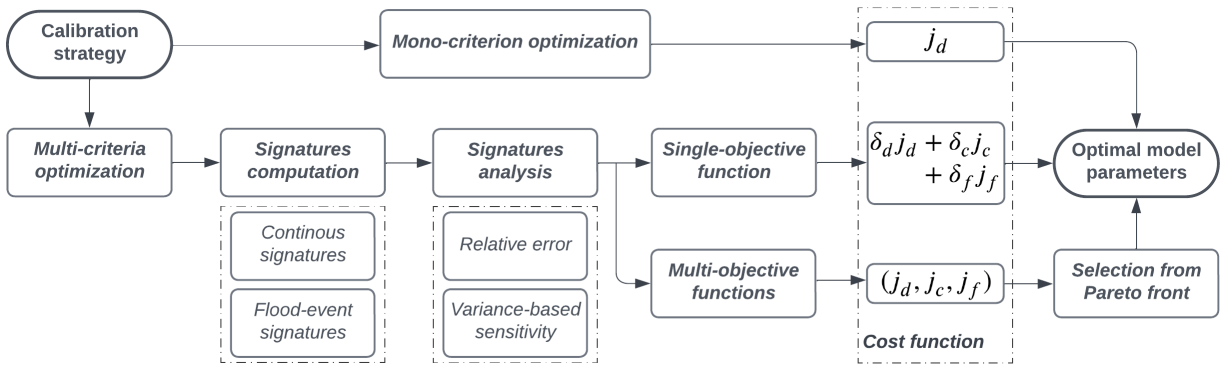 Calibration
strategy
Mono-criterion optimization
j_d
Multi-criteria
optimization
Signatures
computation
Signatures
analysis
Single-objective
function
δ_d j_d + δ_c j_c
+ δ_f j_f
Optimal model
parameters
Continous
signatures
Flood-event
signatures
Relative error
Variance-based
sensitivity
Multi-objective
functions
(j_d, j_c, j_f)
Selection from
Pareto front
Cost function